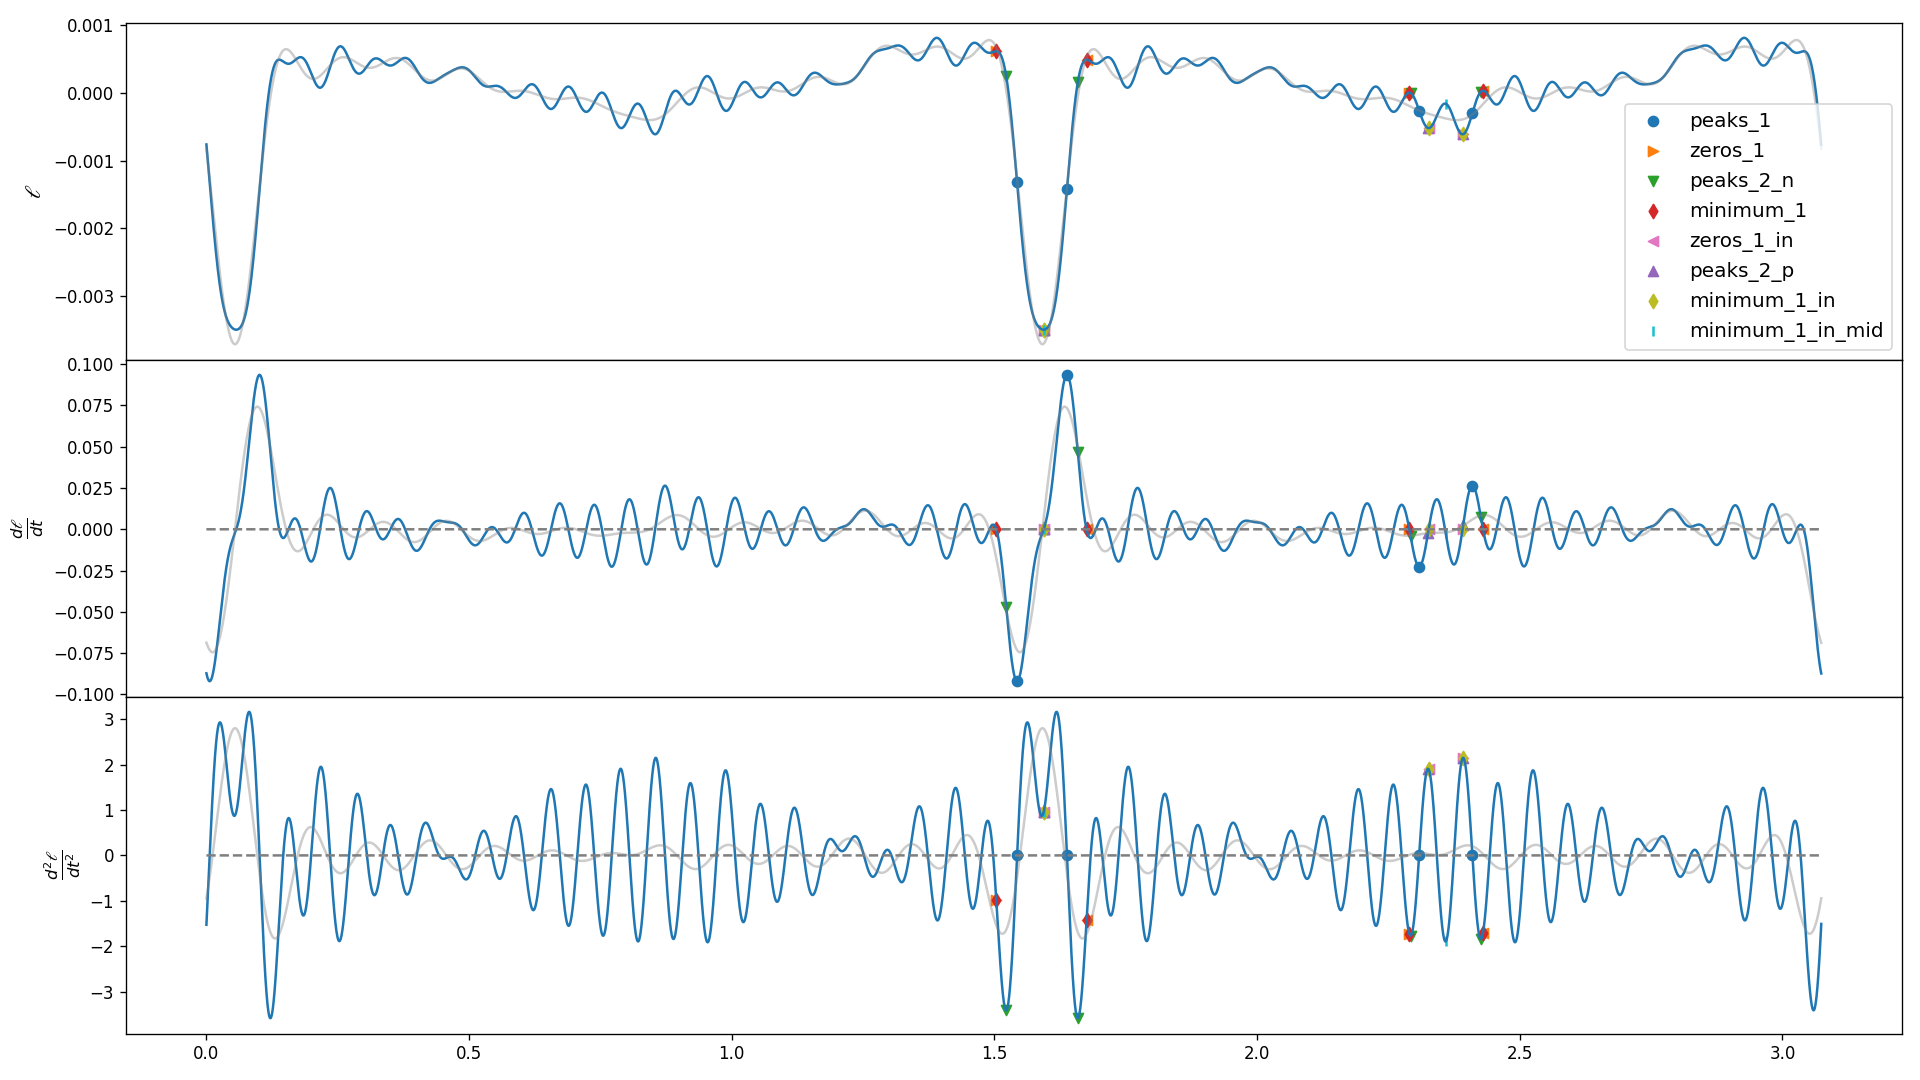 0.001
0.000
−0.001
−0.002
−0.003
ℓ
peaks_1
zeros_1
peaks_2_n
minimum_1
zeros_1_in
peaks_2_p
minimum_1_in
minimum_1_in_mid
0.100
0.075
0.050
0.025
0.000
−0.025
−0.050
−0.075
−0.100
dℓ/dt
3
2
1
0
−1
−2
−3
d²ℓ/dt²
0.0 0.5 1.0 1.5 2.0 2.5 3.0